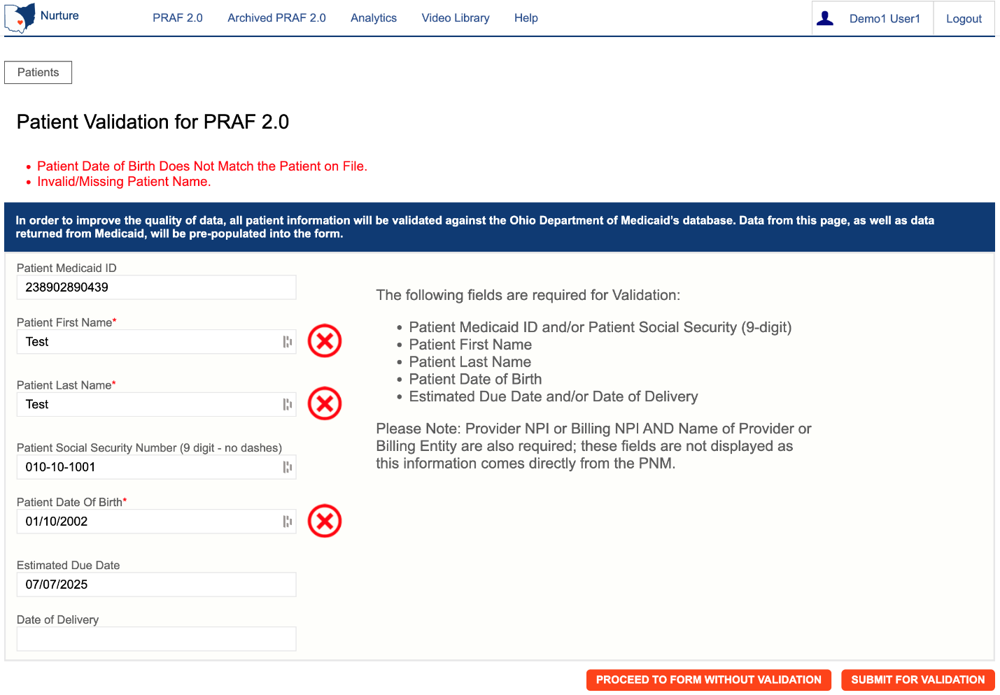 Nurture
PRAF 2.0
Archived PRAF 2.0
Analytics
Video Library
Help
Demo1 User1
Logout
Patients
Patient Validation for PRAF 2.0
• Patient Date of Birth Does Not Match the Patient on File.
• Invalid/Missing Patient Name.
In order to improve the quality of data, all patient information will be validated against the Ohio Department of Medicaid's database. Data from this page, as well as data
returned from Medicaid, will be pre-populated into the form.
Patient Medicaid ID
238902890439
Patient First Name*
Test
Patient Last Name*
Test
Patient Social Security Number (9 digit - no dashes)
010-10-1001
Patient Date Of Birth*
01/10/2002
Estimated Due Date
07/07/2025
Date of Delivery
The following fields are required for Validation:
• Patient Medicaid ID and/or Patient Social Security (9-digit)
• Patient First Name
• Patient Last Name
• Patient Date of Birth
• Estimated Due Date and/or Date of Delivery
Please Note: Provider NPI or Billing NPI AND Name of Provider or
Billing Entity are also required; these fields are not displayed as
this information comes directly from the PNM.
PROCEED TO FORM WITHOUT VALIDATION
SUBMIT FOR VALIDATION